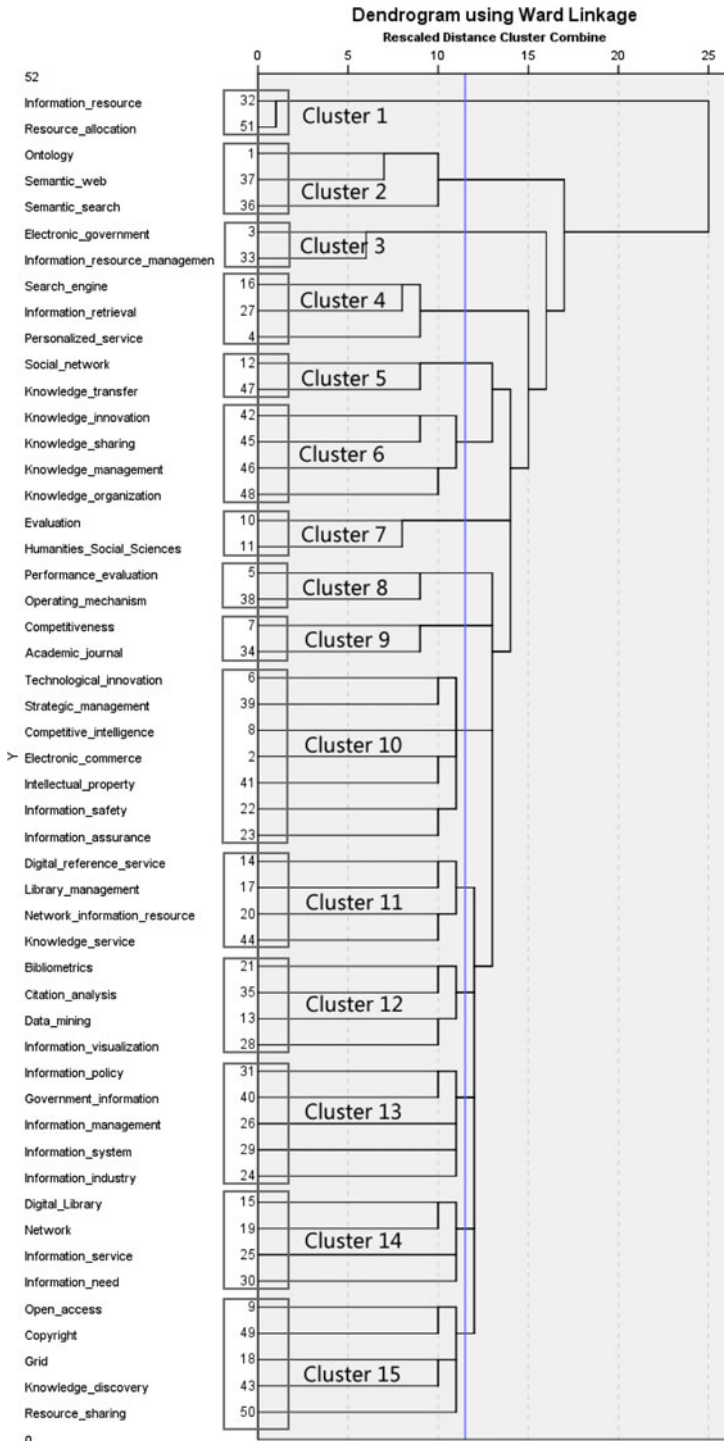 Dendrogram using Ward Linkage
Rescaled Distance Cluster Combine
0 5 10 15 20 25
52
Information_resource 32
Cluster 1
Resource_allocation 51
Ontology 1
Semantic_web 37
Cluster 2
Semantic_search 36
Electronic_government 3
Cluster 3
Information_resource_managemen 33
Search_engine 16
Cluster 4
Information_retrieval 27
Personalized_service 4
Social_network 12
Cluster 5
Knowledge_transfer 47
Knowledge_innovation 42
Knowledge_sharing 45
Cluster 6
Knowledge_management 46
Knowledge_organization 48
Evaluation 10
Cluster 7
Humanities_Social_Sciences 11
Performance_evaluation 5
Cluster 8
Operating_mechanism 38
Competitiveness 7
Cluster 9
Academic_journal 34
Technological_innovation 6
Strategic_management 39
Competitive_intelligence 8
Cluster 10
Y
Electronic_commerce 2
Intellectual_property 41
Information_safety 22
Information_assurance 23
Digital_reference_service 14
Library_management 17
Cluster 11
Network_information_resource 20
Knowledge_service 44
Bibliometrics 21
Citation_analysis 35
Cluster 12
Data_mining 13
Information_visualization 28
Information_policy 31
Government_information 40
Cluster 13
Information_management 26
Information_system 29
Information_industry 24
Digital_Library 15
Network 19
Cluster 14
Information_service 25
Information_need 30
Open_access 9
Copyright 49
Grid 18
Cluster 15
Knowledge_discovery 43
Resource_sharing 50
0